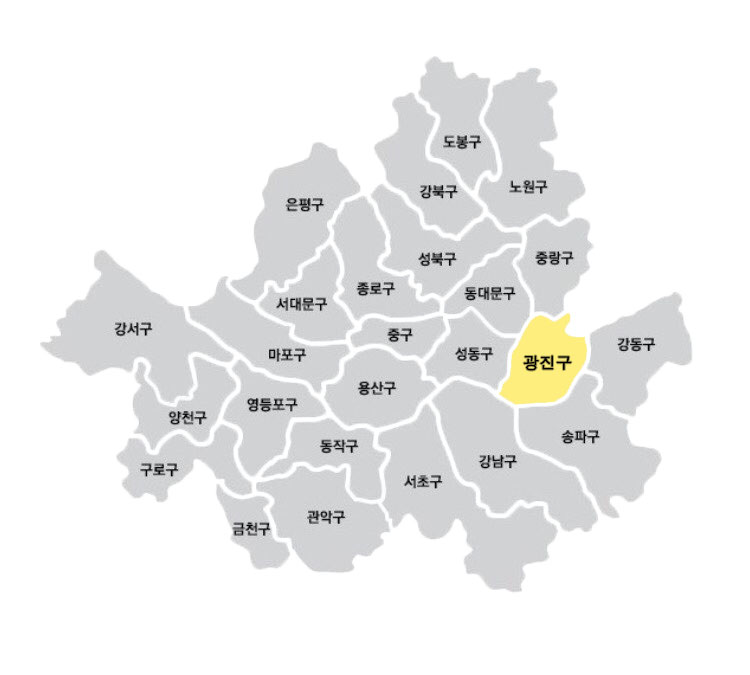 도봉구
노원구
강북구
은평구
성북구
중랑구
종로구
동대문구
서대문구
강서구
중구
강동구
마포구
성동구
광진구
용산구
영등포구
양천구
송파구
동작구
강남구
구로구
서초구
관악구
금천구